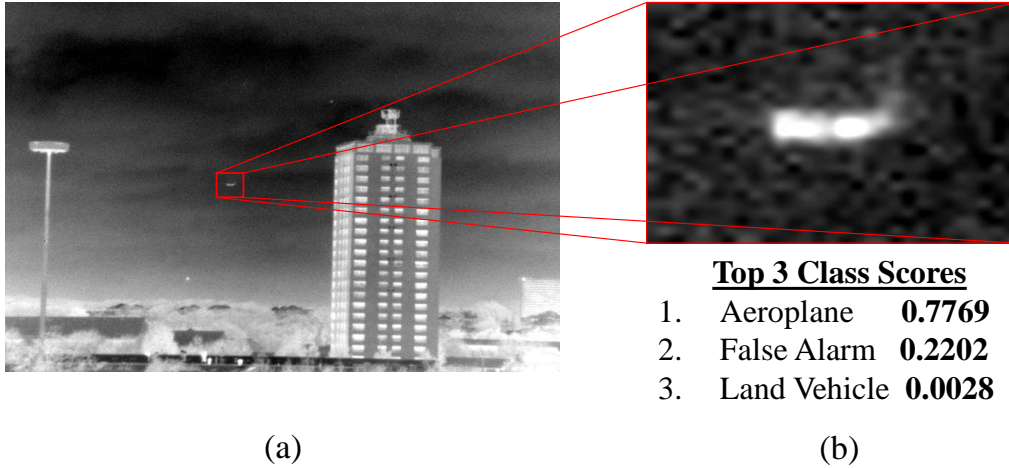 Top 3 Class Scores
1. Aeroplane 0.7769
2. False Alarm 0.2202
3. Land Vehicle 0.0028
(a)
(b)